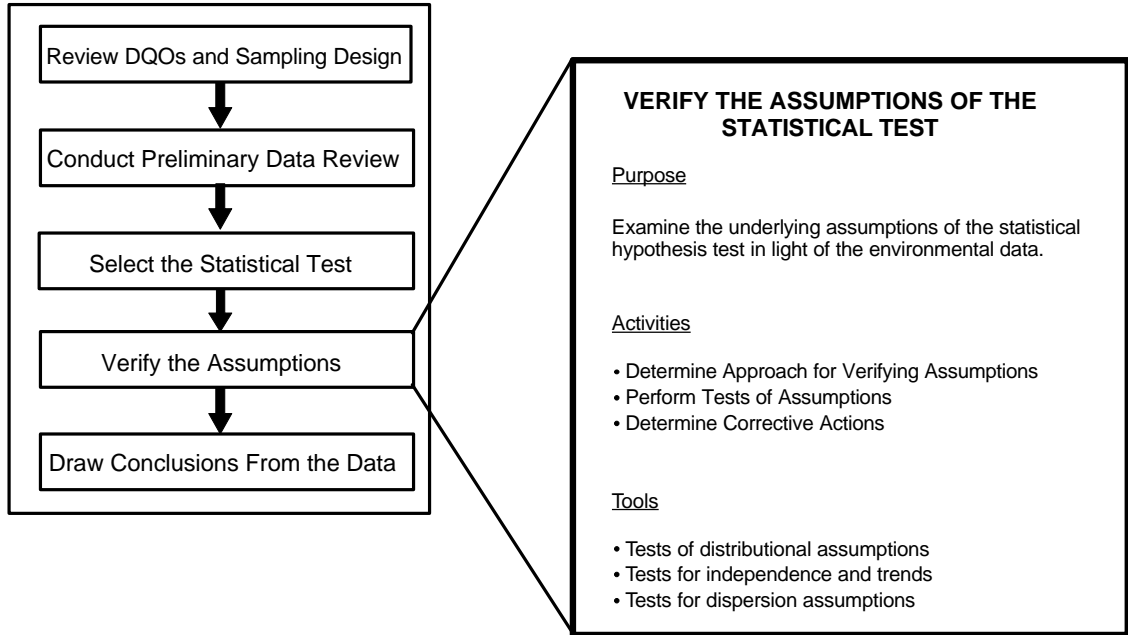 Review DQOs and Sampling Design
Conduct Preliminary Data Review
Select the Statistical Test
Verify the Assumptions
Draw Conclusions From the Data
VERIFY THE ASSUMPTIONS OF THE
STATISTICAL TEST
Purpose
Examine the underlying assumptions of the statistical
hypothesis test in light of the environmental data.
Activities
• Determine Approach for Verifying Assumptions
• Perform Tests of Assumptions
• Determine Corrective Actions
Tools
• Tests of distributional assumptions
• Tests for independence and trends
• Tests for dispersion assumptions